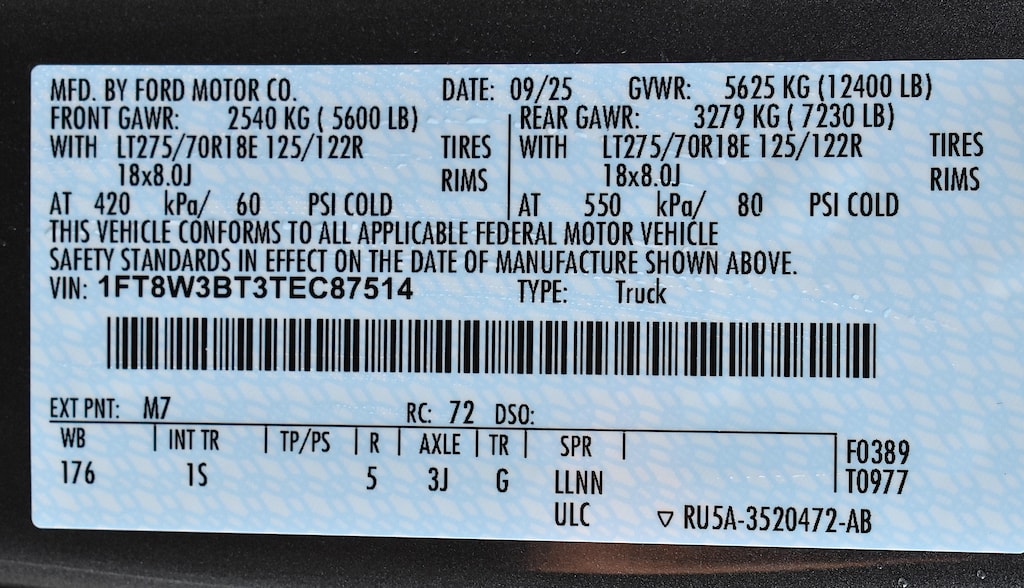 MFD. BY FORD MOTOR CO. DATE: 09/25 GVWR: 5625 KG (12400 LB)
FRONT GAWR: 2540 KG ( 5600 LB) REAR GAWR: 3279 KG ( 7230 LB)
WITH LT275/70R18E 125/122R TIRES WITH LT275/70R18E 125/122R TIRES
18x8.0J RIMS 18x8.0J RIMS
AT 420 kPa/ 60 PSI COLD AT 550 kPa/ 80 PSI COLD
THIS VEHICLE CONFORMS TO ALL APPLICABLE FEDERAL MOTOR VEHICLE
SAFETY STANDARDS IN EFFECT ON THE DATE OF MANUFACTURE SHOWN ABOVE.
VIN: 1FT8W3BT3TEC87514 TYPE: Truck
EXT PNT: M7 RC: 72 DSO:
WB INT TR TP/PS R AXLE TR SPR F0389
176 1S 5 3J G LLNN T0977
ULC ▽ RU5A-3520472-AB